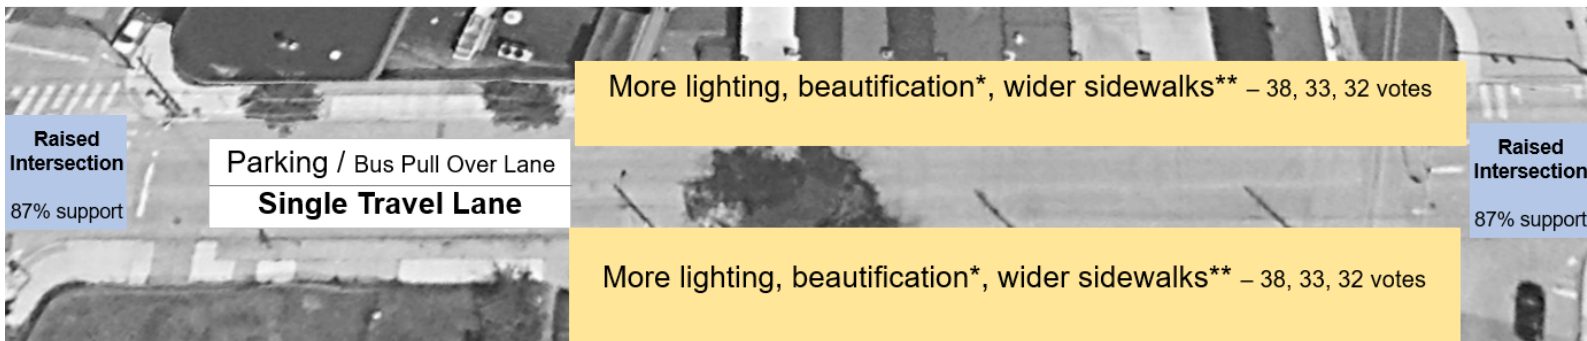 More lighting, beautification*, wider sidewalks** – 38, 33, 32 votes
Raised
Intersection
87% support
Parking / Bus Pull Over Lane
Single Travel Lane
Raised
Intersection
87% support
More lighting, beautification*, wider sidewalks** – 38, 33, 32 votes